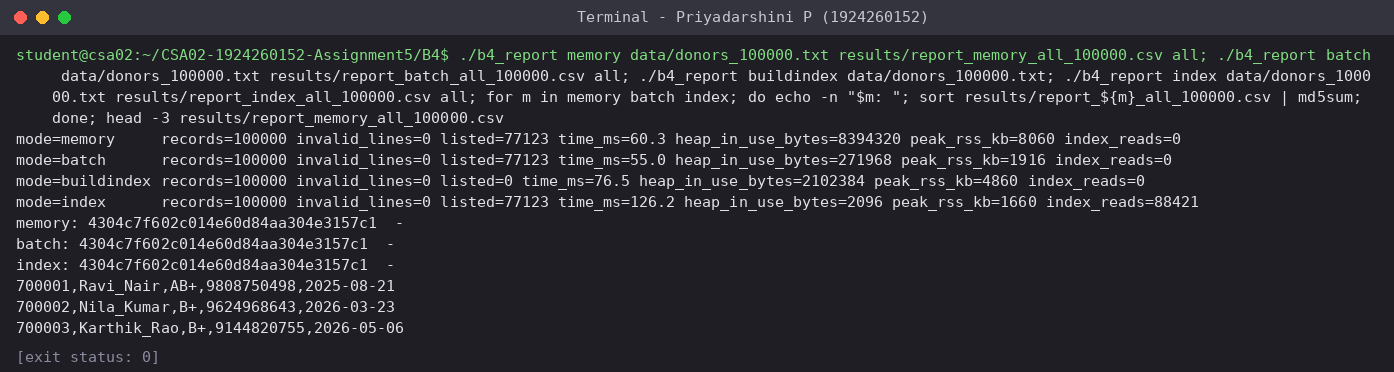 Terminal - Priyadarshini P (1924260152)
student@csa02:~/CSA02-1924260152-Assignment5/B4$ ./b4_report memory data/donors_100000.txt results/report_memory_all_100000.csv all; ./b4_report batch
data/donors_100000.txt results/report_batch_all_100000.csv all; ./b4_report buildindex data/donors_100000.txt; ./b4_report index data/donors_1000
00.txt results/report_index_all_100000.csv all; for m in memory batch index; do echo -n "$m: "; sort results/report_${m}_all_100000.csv | md5sum;
done; head -3 results/report_memory_all_100000.csv
mode=memory     records=100000 invalid_lines=0 listed=77123 time_ms=60.3 heap_in_use_bytes=8394320 peak_rss_kb=8060 index_reads=0
mode=batch      records=100000 invalid_lines=0 listed=77123 time_ms=55.0 heap_in_use_bytes=271968 peak_rss_kb=1916 index_reads=0
mode=buildindex records=100000 invalid_lines=0 listed=0 time_ms=76.5 heap_in_use_bytes=2102384 peak_rss_kb=4860 index_reads=0
mode=index      records=100000 invalid_lines=0 listed=77123 time_ms=126.2 heap_in_use_bytes=2096 peak_rss_kb=1660 index_reads=88421
memory: 4304c7f602c014e60d84aa304e3157c1  -
batch: 4304c7f602c014e60d84aa304e3157c1  -
index: 4304c7f602c014e60d84aa304e3157c1  -
700001,Ravi_Nair,AB+,9808750498,2025-08-21
700002,Nila_Kumar,B+,9624968643,2026-03-23
700003,Karthik_Rao,B+,9144820755,2026-05-06
[exit status: 0]